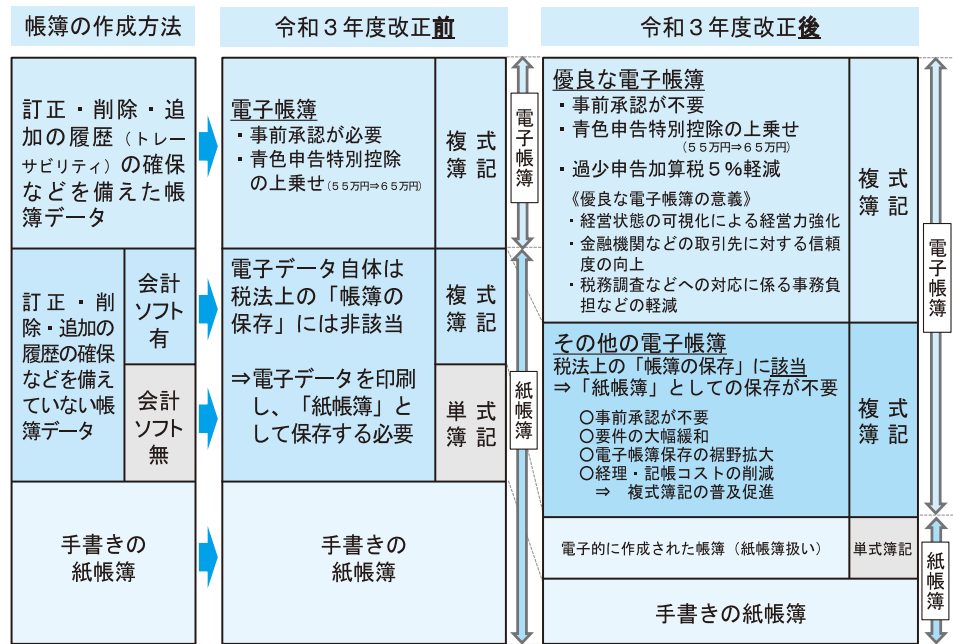 帳簿の作成方法
令和3年度改正前
令和3年度改正後
訂正・削除・追
加の履歴（トレー
サビリティ）の確保
などを備えた帳
簿データ
電子帳簿
・事前承認が必要
・青色申告特別控除
の上乗せ（55万円⇒65万円）
複式
簿記
電子帳簿
優良な電子帳簿
・事前承認が不要
・青色申告特別控除の上乗せ
（55万円⇒65万円）
・過少申告加算税5％軽減
《優良な電子帳簿の意義》
・経営状態の可視化による経営力強化
・金融機関などの取引先に対する信頼
度の向上
・税務調査などへの対応に係る事務負
担などの軽減
複式
簿記
電子帳簿
訂正・削
除・追加の
履歴の確保
などを備え
ていない帳
簿データ
会計
ソフト
有
会計
ソフト
無
電子データ自体は
税法上の「帳簿の
保存」には非該当
⇒電子データを印刷
し、「紙帳簿」と
して保存する必要
複式
簿記
単式
簿記
紙帳簿
その他の電子帳簿
税法上の「帳簿の保存」に該当
⇒「紙帳簿」としての保存が不要
○事前承認が不要
○要件の大幅緩和
○電子帳簿保存の裾野拡大
○経理・記帳コストの削減
⇒　複式簿記の普及促進
複式
簿記
手書きの
紙帳簿
手書きの
紙帳簿
電子的に作成された帳簿（紙帳簿扱い）
単式簿記
手書きの紙帳簿
紙帳簿